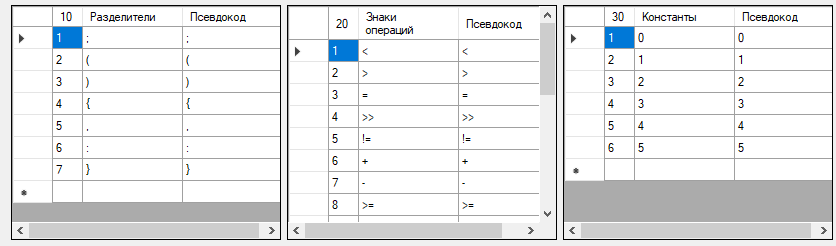 10 Разделители Псевдокод
1 ; ;
2 ( (
3 ) )
4 { {
5 , ,
6 : :
7 } }
20 Знаки операций Псевдокод
1 < <
2 > >
3 = =
4 >> >>
5 != !=
6 + +
7 - -
8 >= >=
30 Константы Псевдокод
1 0 0
2 1 1
3 2 2
4 3 3
5 4 4
6 5 5